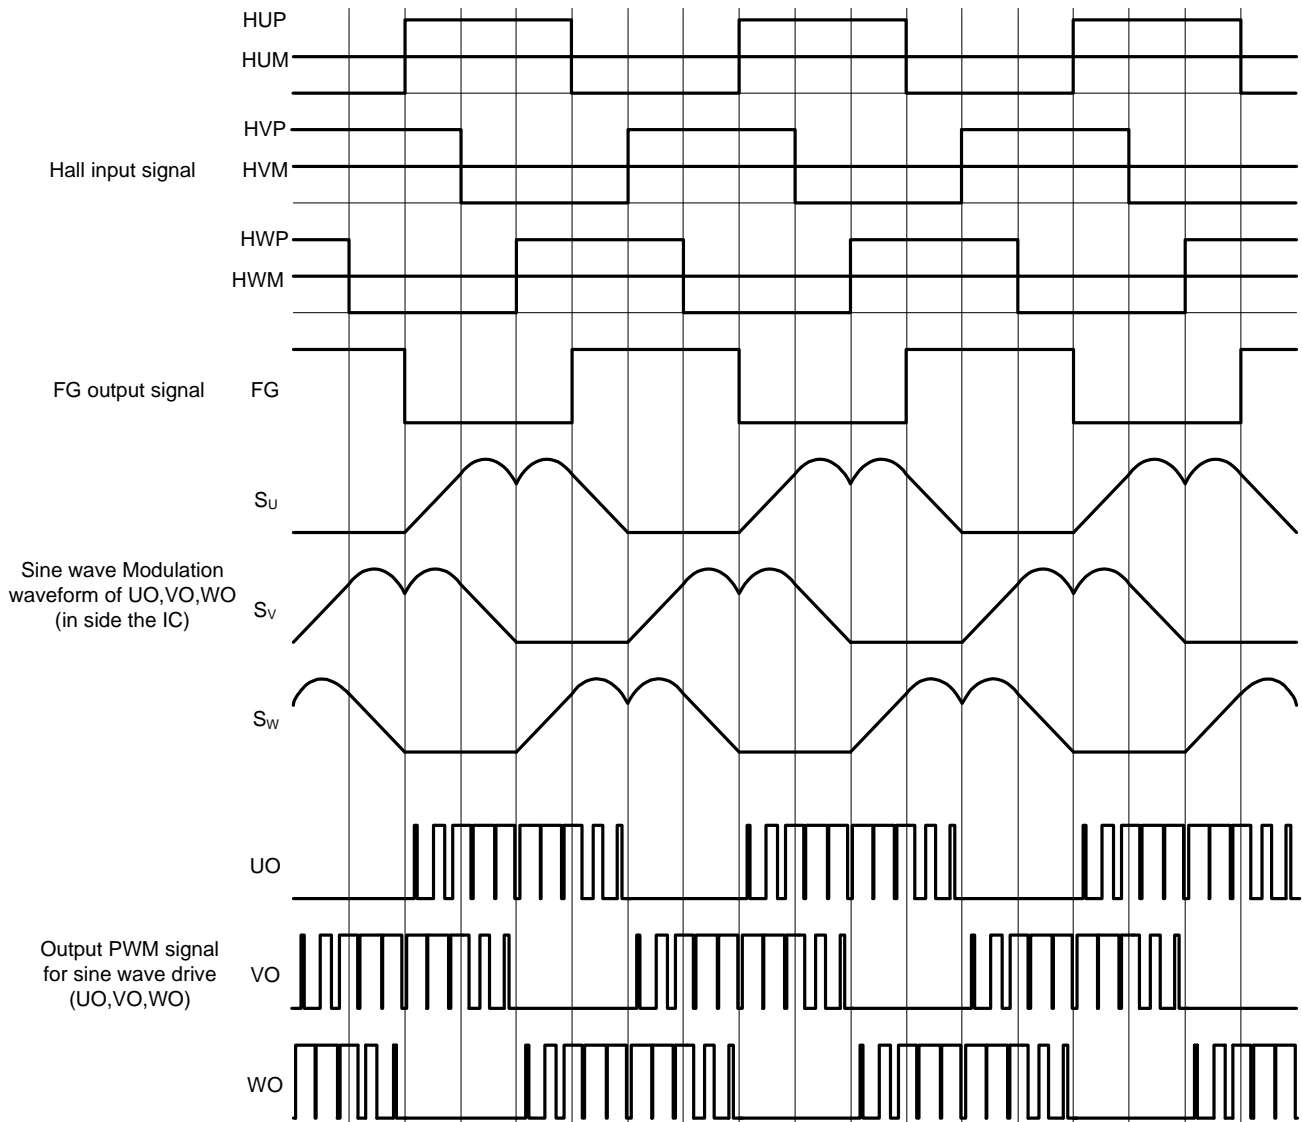 HUP
HUM
HVP
Hall input signal
HVM
HWP
HWM
FG output signal
FG
SU
Sine wave Modulation
waveform of UO,VO,WO
(in side the IC)
SV
SW
UO
Output PWM signal
for sine wave drive
(UO,VO,WO)
VO
WO